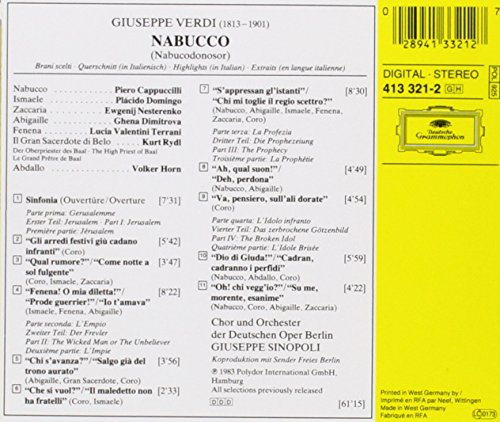 GIUSEPPE VERDI (1813–1901)
NABUCCO
(Nabucodonosor)
Brani scelti · Querschnitt (in Italienisch) · Highlights (in Italian) · Extraits (en langue italienne)
Nabucco Piero Cappuccilli
Ismaele Plácido Domingo
Zaccaria Ewgenij Nesterenko
Abigaille Ghena Dimitrova
Fenena Lucia Valentini Terrani
Il Gran Sacerdote di Belo Kurt Rydl
Der Oberpriester des Baal · The High Priest of Baal
Le Grand Prêtre de Baal
Abdallo Volker Horn
1 Sinfonia (Ouvertüre/Overture [7'31]
Parte prima: Gerusalemme
Erster Teil: Jerusalem · Part I: Jerusalem
Première partie: Jérusalem
2 "Gli arredi festivi giù cadano [5'42]
infranti" (Coro)
3 "Qual rumore?"/"Come notte a [3'47]
sol fulgente"
(Coro, Ismaele, Zaccaria)
4 "Fenena! O mia diletta!"/ [8'22]
"Prode guerrier!"/"Io t'amava"
(Ismaele, Fenena, Abigaille)
Parte seconda: L'Empio
Zweiter Teil: Der Frevler
Part II: The Wicked Man or The Unbeliever
Deuxième partie: L'Impie
5 "Chi s'avanza?"/"Salgo già del [3'56]
trono aurato"
(Abigaille, Gran Sacerdote, Coro)
6 "Che si vuol?"/"Il maledetto non [2'33]
ha fratelli" (Coro, Ismaele)
7 "S'appressan gl'istanti"/ [8'30]
"Chi mi toglie il regio scettro?"
(Nabucco, Abigaille, Ismaele,
Fenena, Zaccaria, Coro)
Parte terza: La Profezia
Dritter Teil: Die Prophezeiung
Part III: The Prophecy
Troisième partie: La Prophétie
8 "Ah, qual suon!"/ [4'49]
"Deh, perdona"
(Nabucco, Abigaille)
9 "Va, pensiero, sull'ali dorate" [4'54]
(Coro)
Parte quarta: L'Idolo infranto
Vierter Teil: Das zerbrochene Götzenbild
Part IV: The Broken Idol
Quatrième partie: L'Idole Brisée
10 "Dio di Giuda!"/"Cadran, [5'59]
cadranno i perfidi"
(Nabucco, Abdallo, Coro)
11 "Oh! chi vegg'io?"/"Su me, [4'27]
morente, esanime"
(Nabucco, Coro, Abigaille, Zaccaria)
Chor und Orchester
der Deutschen Oper Berlin
GIUSEPPE SINOPOLI
Koproduktion mit Sender Freies Berlin
℗ 1983 Polydor International GmbH,
Hamburg
All selections previously released
DDD [61'15]
0 7
28941 33212
DIGITAL · STEREO
413 321-2 GH
POL 925
Deutsche
Grammophon
Printed in West Germany by /
Imprimé en RFA par Neef, Wittingen
Made in West Germany /
Fabriqué en RFA
LC 0173